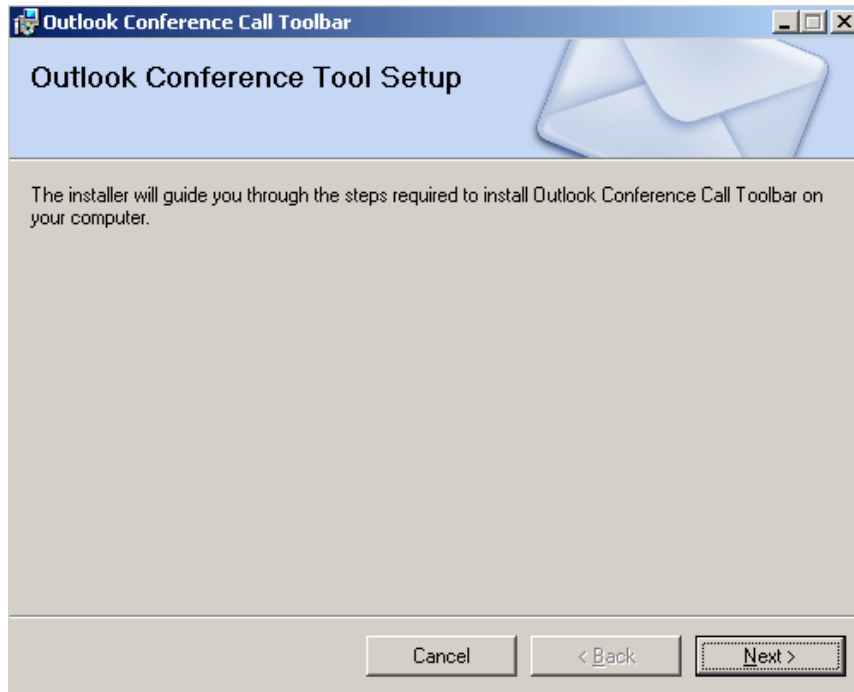 Outlook Conference Call Toolbar
Outlook Conference Tool Setup
The installer will guide you through the steps required to install Outlook Conference Call Toolbar on
your computer.
Cancel
< Back
Next >